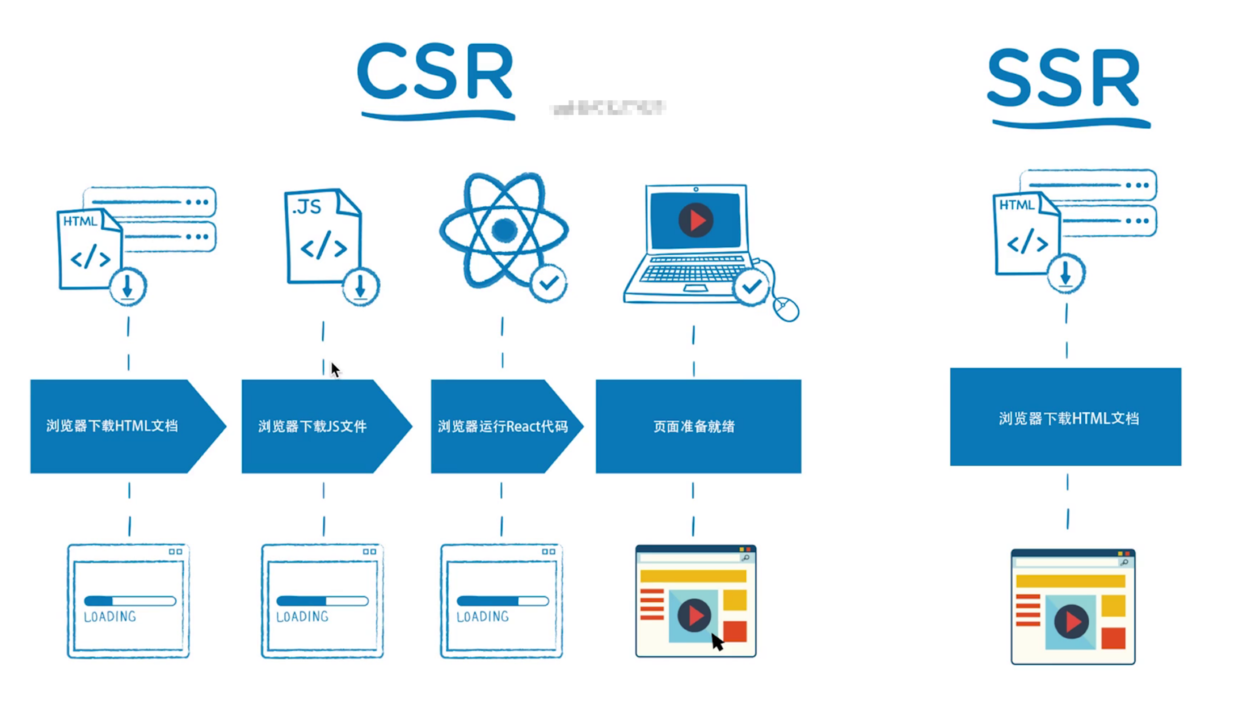 CSR
SSR
HTML
</>
.JS
</>
HTML
</>
浏览器下载HTML文档
浏览器下载JS文件
浏览器运行React代码
页面准备就绪
浏览器下载HTML文档
LOADING
LOADING
LOADING